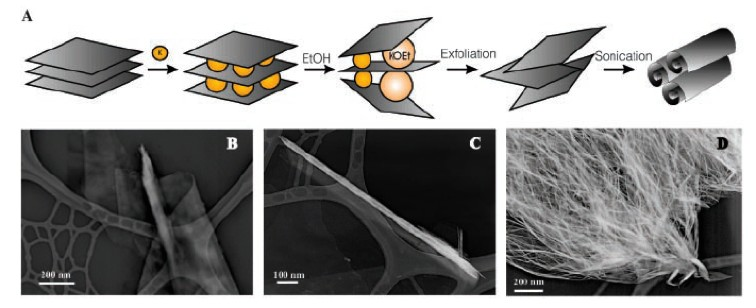 A
K
EtOH
KOEt
Exfoliation
Sonication
B
200 nm
C
100 nm
D
200 nm